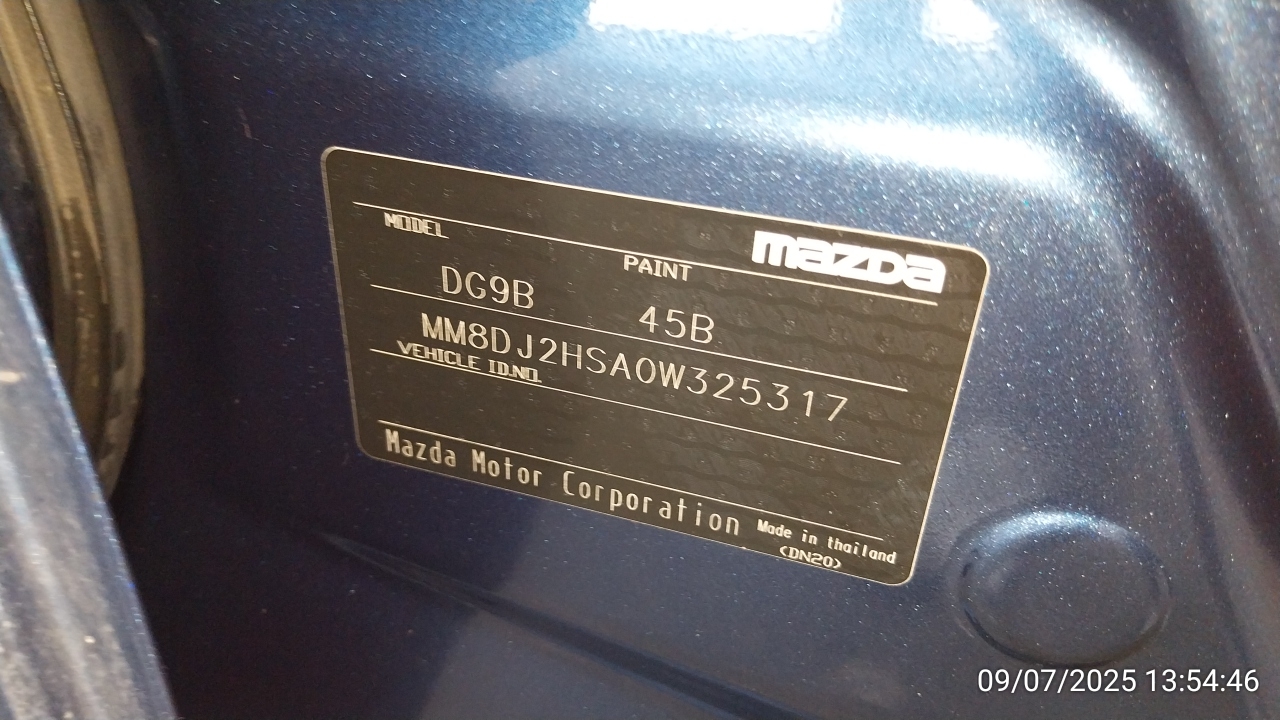 mazda
MODEL PAINT
DG9B 45B
MM8DJ2HSA0W325317
VEHICLE ID.NO.
Mazda Motor Corporation
Made in thailand
<DN20>
09/07/2025 13:54:46